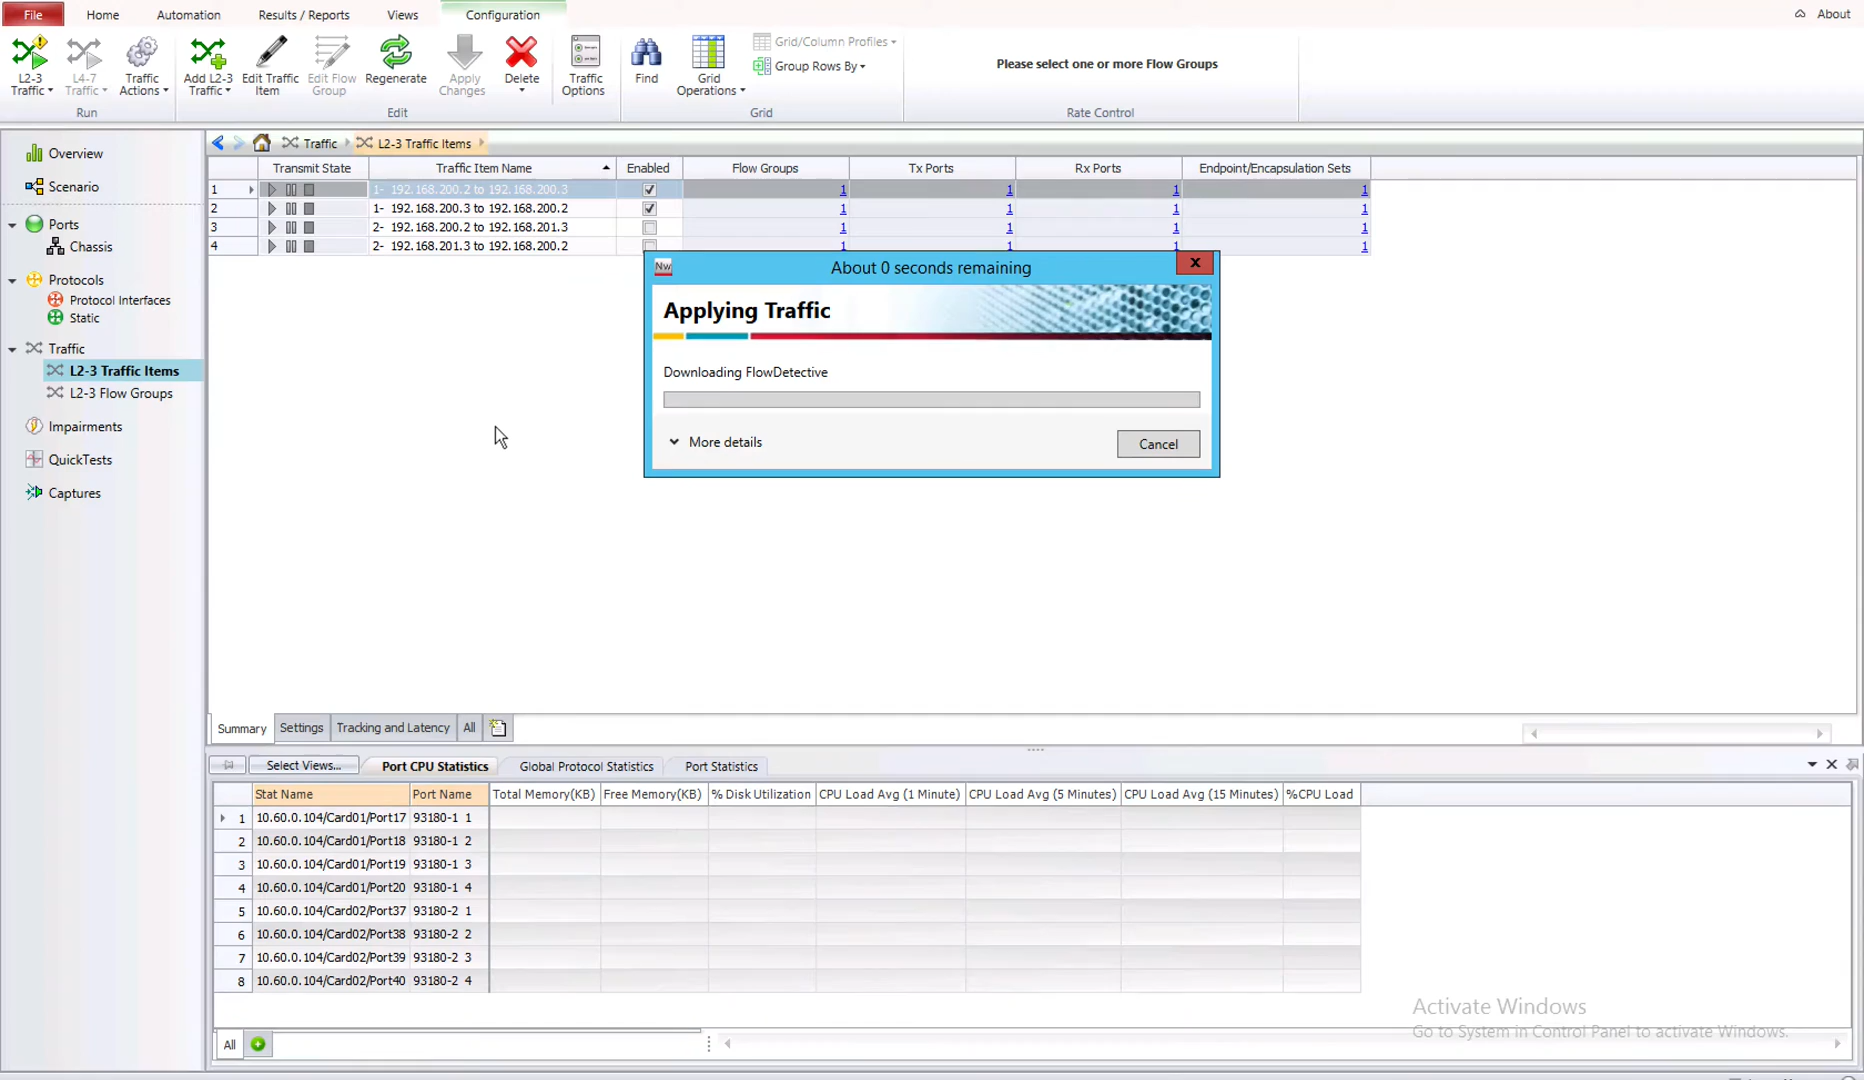 File Home Automation Results / Reports Views Configuration About
L2-3 Traffic L4-7 Traffic Traffic Actions Add L2-3 Traffic Edit Traffic Item Edit Flow Group Regenerate Apply Changes Delete Traffic Options Find Grid Operations Grid/Column Profiles
Group Rows By
Please select one or more Flow Groups
Run Edit Grid Rate Control
Overview
Scenario
Ports
Chassis
Protocols
Protocol Interfaces
Static
Traffic
L2-3 Traffic Items
L2-3 Flow Groups
Impairments
QuickTests
Captures
Traffic L2-3 Traffic Items
Transmit State Traffic Item Name Enabled Flow Groups Tx Ports Rx Ports Endpoint/Encapsulation Sets
1 1- 192.168.200.2 to 192.168.200.3 1 1 1 1
2 1- 192.168.200.3 to 192.168.200.2 1 1 1 1
3 2- 192.168.200.2 to 192.168.201.3 1 1 1 1
4 2- 192.168.201.3 to 192.168.200.2 1 1 1 1
Nw About 0 seconds remaining x
Applying Traffic
Downloading FlowDetective
More details Cancel
Summary Settings Tracking and Latency All
Select Views... Port CPU Statistics Global Protocol Statistics Port Statistics
Stat Name Port Name Total Memory(KB) Free Memory(KB) % Disk Utilization CPU Load Avg (1 Minute) CPU Load Avg (5 Minutes) CPU Load Avg (15 Minutes) %CPU Load
1 10.60.0.104/Card01/Port17 93180-1 1
2 10.60.0.104/Card01/Port18 93180-1 2
3 10.60.0.104/Card01/Port19 93180-1 3
4 10.60.0.104/Card01/Port20 93180-1 4
5 10.60.0.104/Card02/Port37 93180-2 1
6 10.60.0.104/Card02/Port38 93180-2 2
7 10.60.0.104/Card02/Port39 93180-2 3
8 10.60.0.104/Card02/Port40 93180-2 4
Activate Windows
Go to System in Control Panel to activate Windows.
All